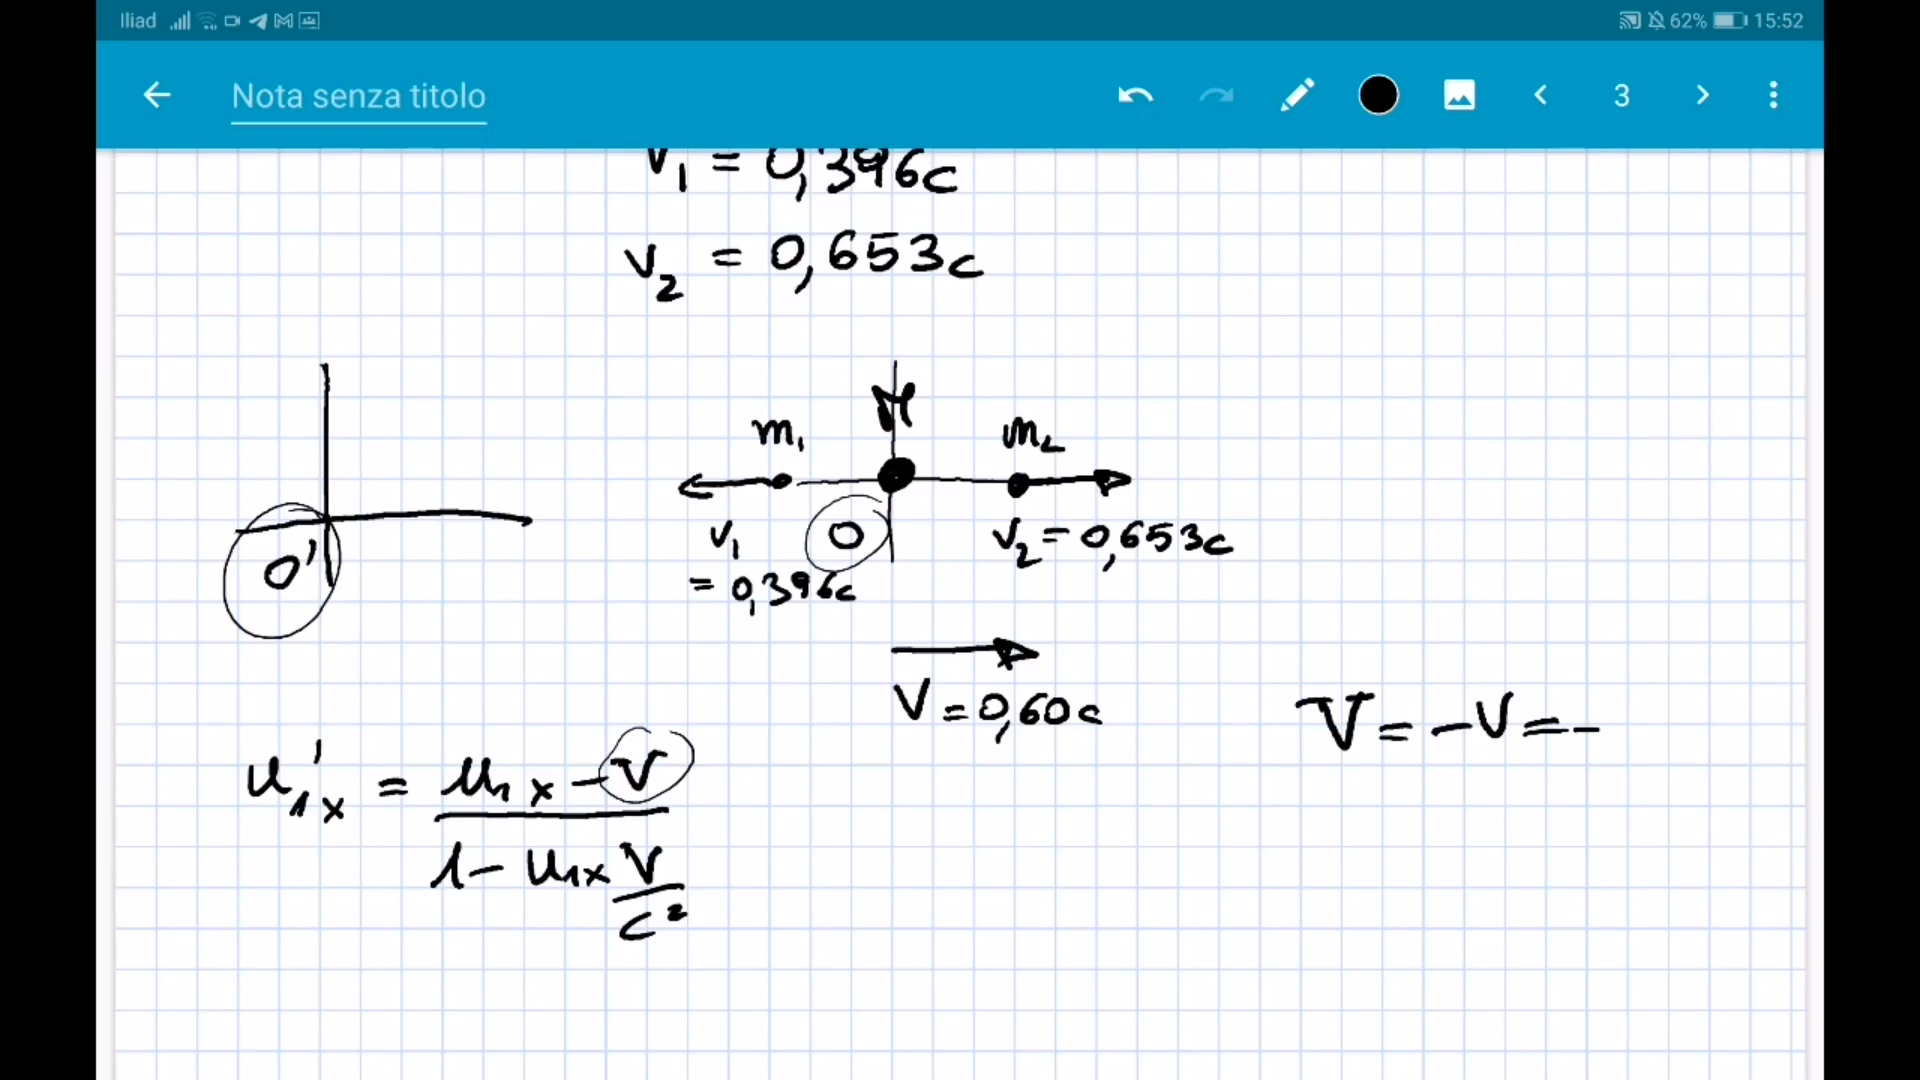 Iliad 62% 15:52
Nota senza titolo 3
v₁ = 0,396c
v₂ = 0,653c
M
m₁ m₂
O' O
v₁ = 0,396c
v₂ = 0,653c
V = 0,60c
V = -V = -
u'₁x = u₁x - V
1 - u₁x V
c²